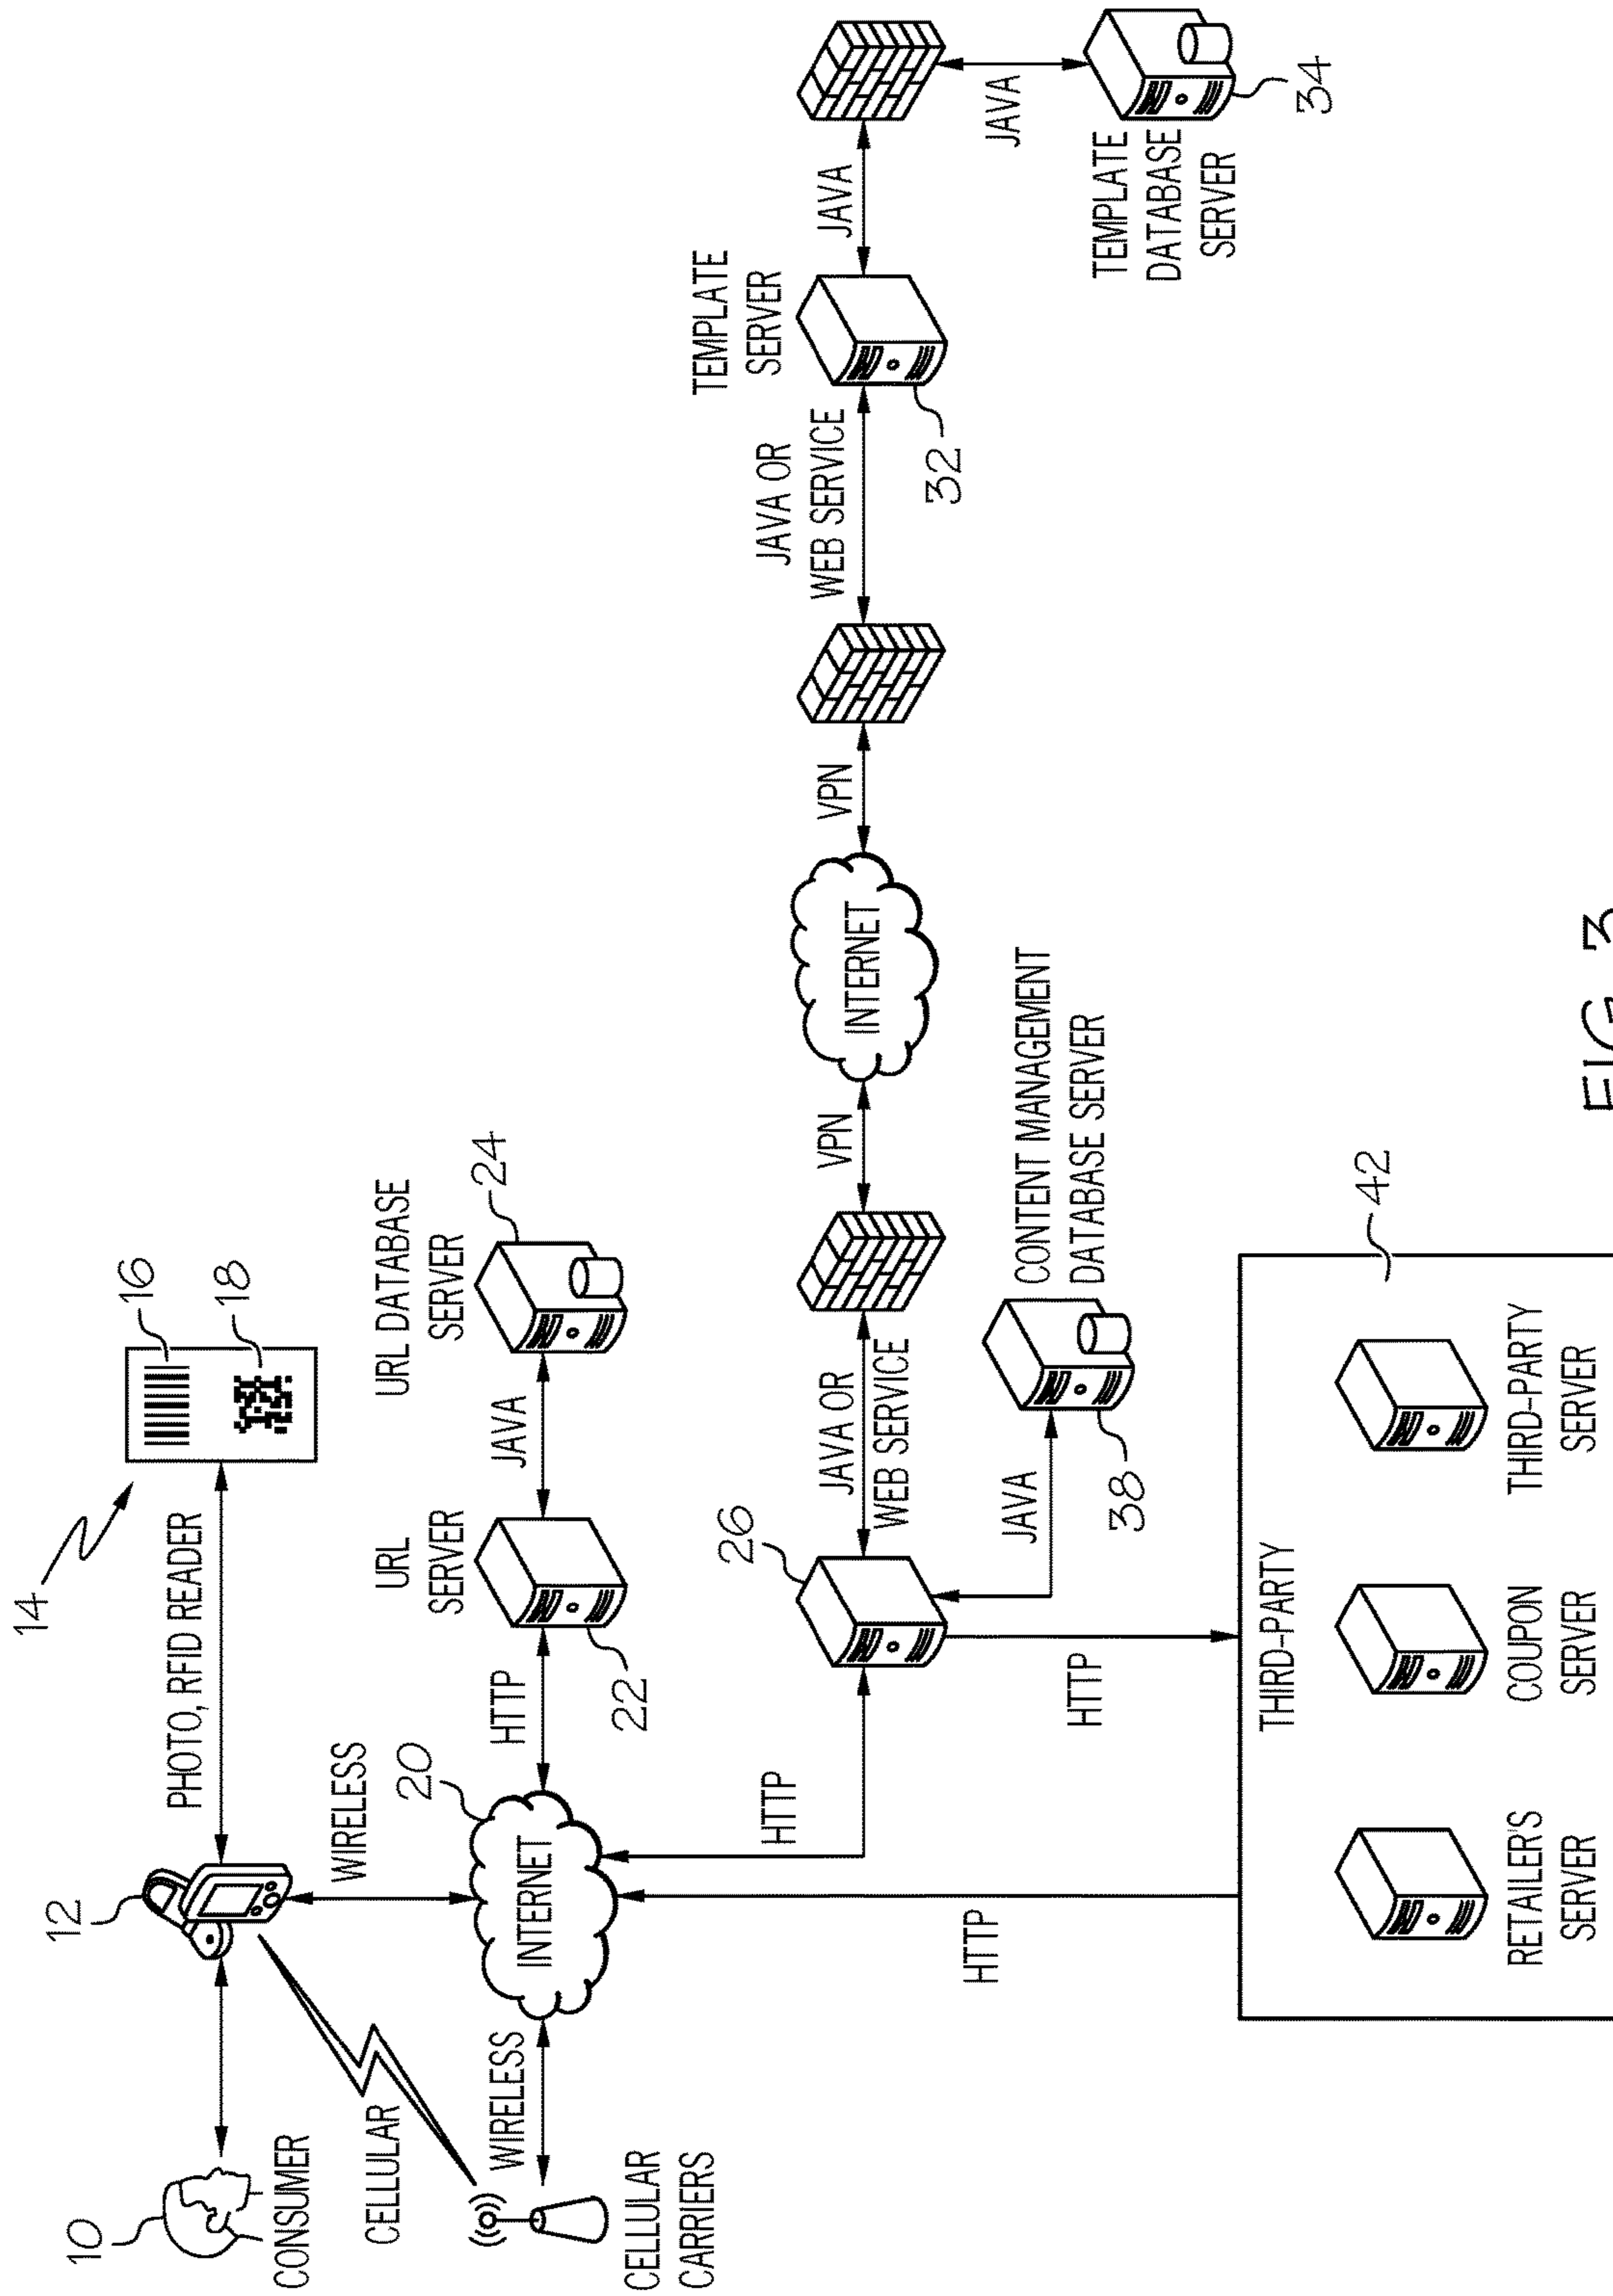 14
16
18
PHOTO, RFID READER
12
10
CONSUMER
WIRELESS
CELLULAR
URL DATABASE
SERVER
24
JAVA
URL
SERVER
22
HTTP
20
INTERNET
WIRELESS
CELLULAR
CARRIERS
TEMPLATE
SERVER
32
JAVA
JAVA
TEMPLATE
DATABASE
SERVER
34
JAVA OR
WEB SERVICE
VPN
INTERNET
VPN
JAVA OR
WEB SERVICE
26
CONTENT MANAGEMENT
DATABASE SERVER
38
JAVA
HTTP
HTTP
HTTP
THIRD-PARTY
42
RETAILER'S
SERVER
COUPON
SERVER
THIRD-PARTY
SERVER
FIG. 3